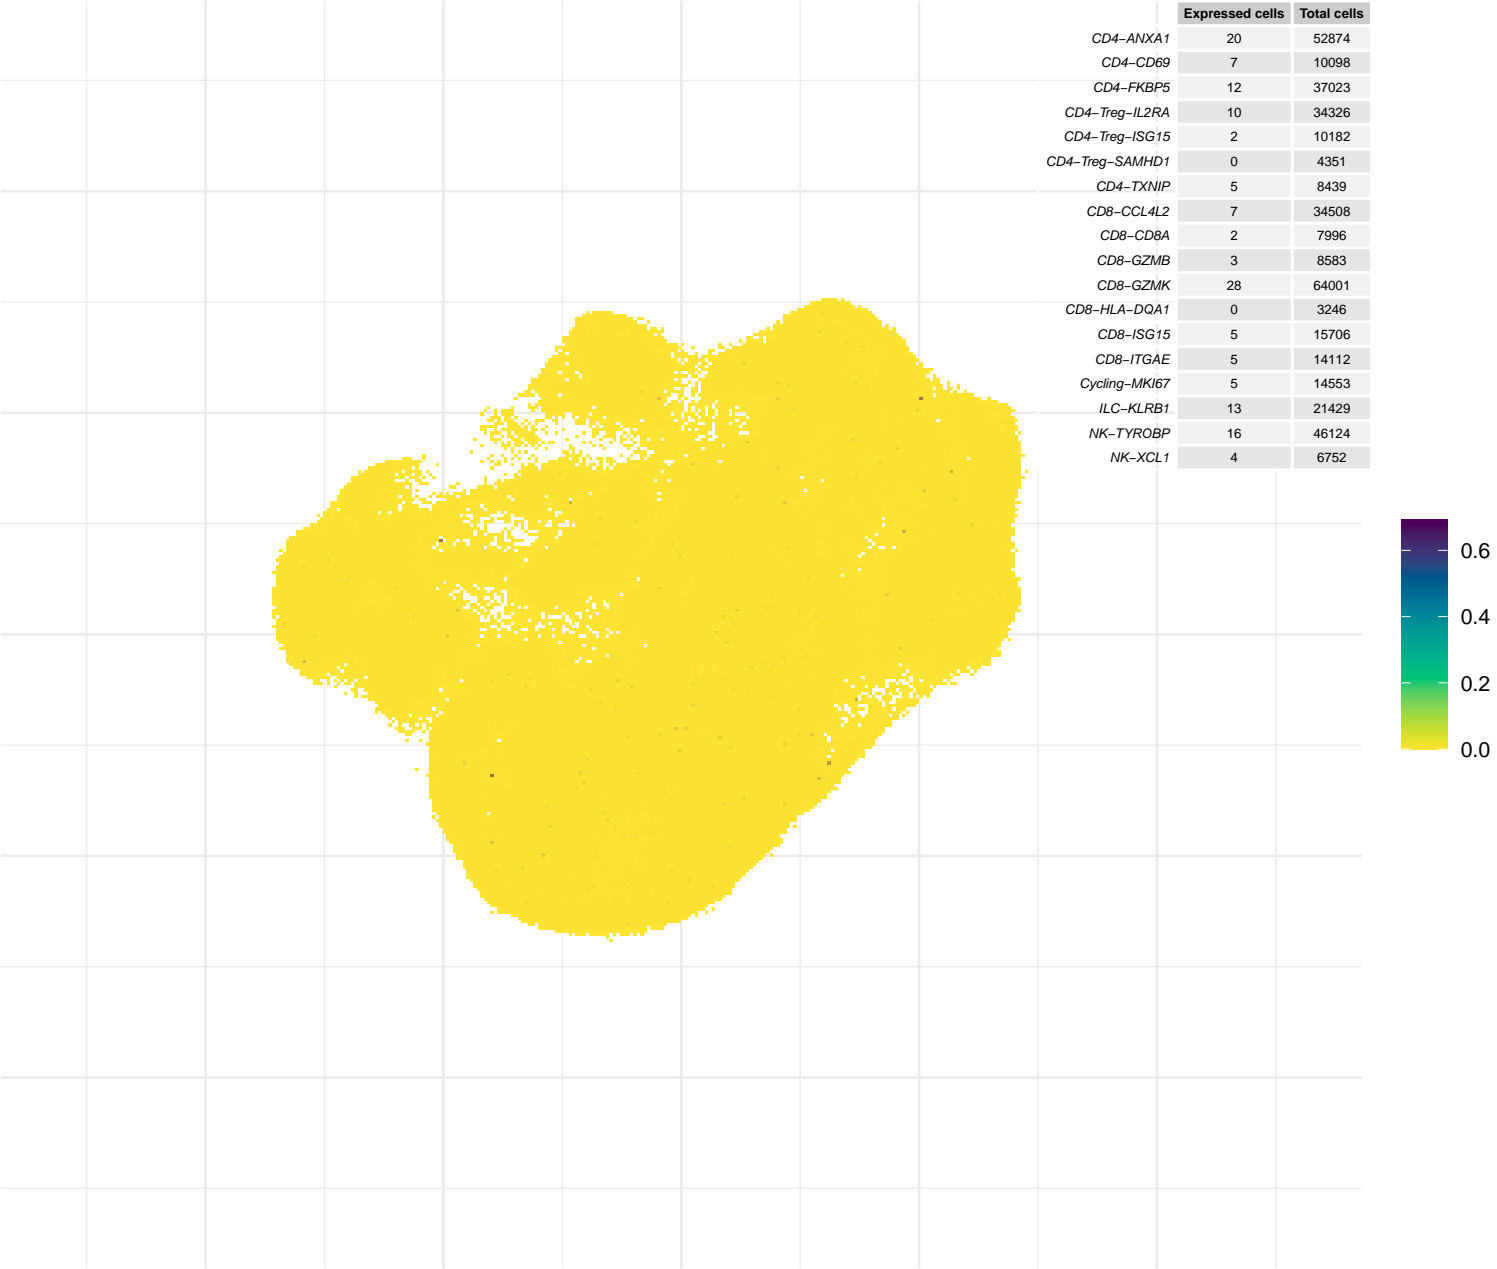 Expressed cells Total cells
CD4−ANXA1 20 52874
CD4−CD69 7 10098
CD4−FKBP5 12 37023
CD4−Treg−IL2RA 10 34326
CD4−Treg−ISG15 2 10182
CD4−Treg−SAMHD1 0 4351
CD4−TXNIP 5 8439
CD8−CCL4L2 7 34508
CD8−CD8A 2 7996
CD8−GZMB 3 8583
CD8−GZMK 28 64001
CD8−HLA−DQA1 0 3246
CD8−ISG15 5 15706
CD8−ITGAE 5 14112
Cycling−MKI67 5 14553
ILC−KLRB1 13 21429
NK−TYROBP 16 46124
NK−XCL1 4 6752
0.6
0.4
0.2
0.0